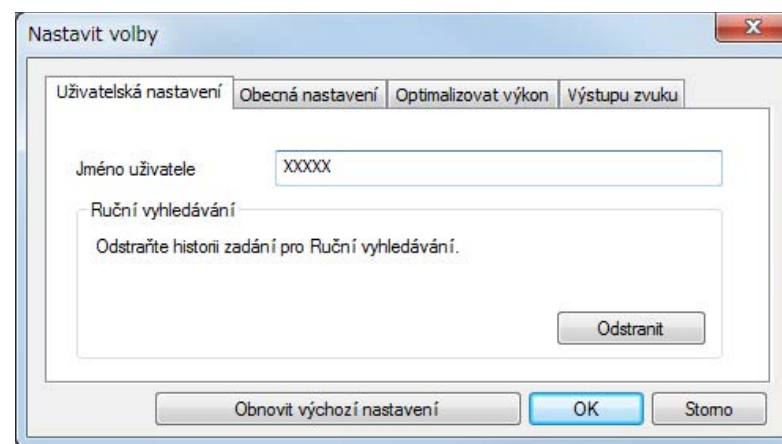 Nastavit volby
Uživatelská nastavení Obecná nastavení Optimalizovat výkon Výstupu zvuku
Jméno uživatele XXXXX
Ruční vyhledávání
Odstraňte historii zadání pro Ruční vyhledávání.
Odstranit
Obnovit výchozí nastavení OK Storno